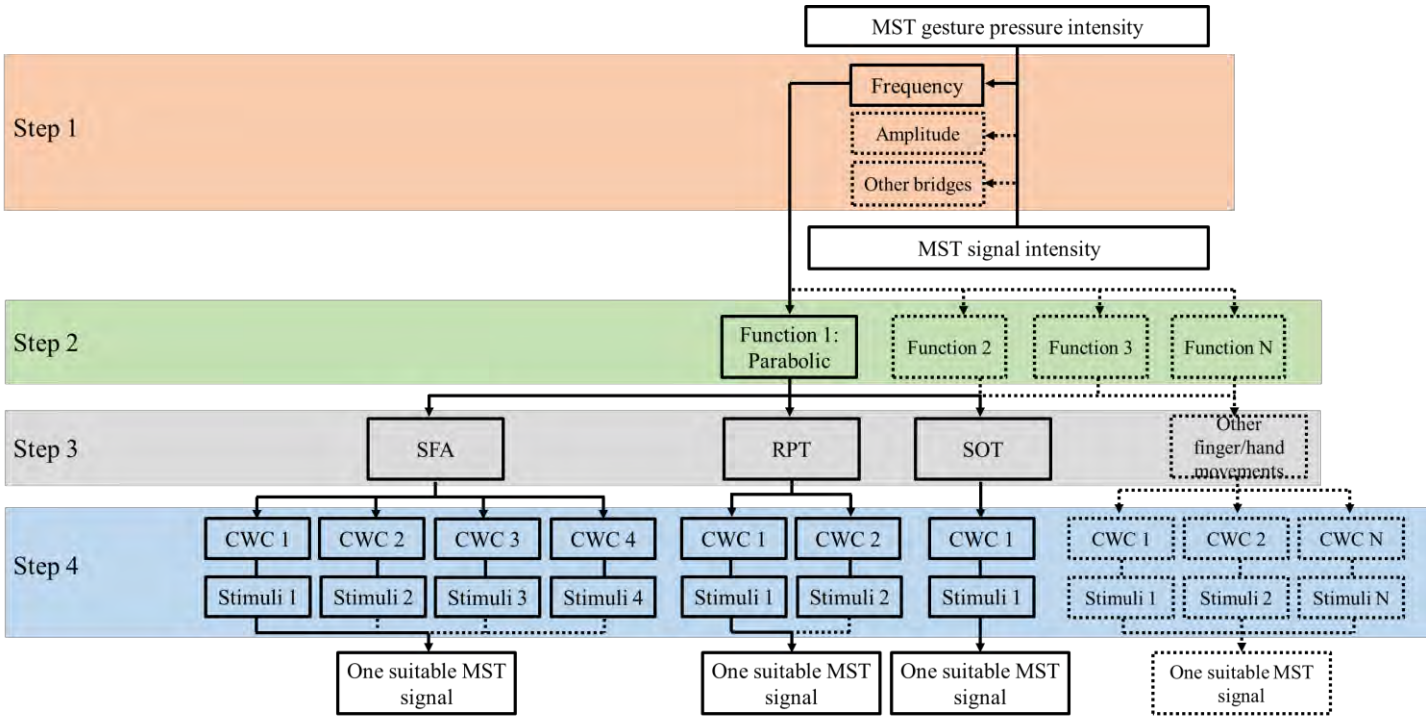 MST gesture pressure intensity
Step 1
Frequency
Amplitude
Other bridges
MST signal intensity
Step 2
Function 1:
Parabolic
Function 2
Function 3
Function N
Step 3
SFA
RPT
SOT
Other
finger/hand
movements
Step 4
CWC 1
CWC 2
CWC 3
CWC 4
CWC 1
CWC 2
CWC 1
CWC 1
CWC 2
CWC N
Stimuli 1
Stimuli 2
Stimuli 3
Stimuli 4
Stimuli 1
Stimuli 2
Stimuli 1
Stimuli 1
Stimuli 2
Stimuli N
One suitable MST
signal
One suitable MST
signal
One suitable MST
signal
One suitable MST
signal